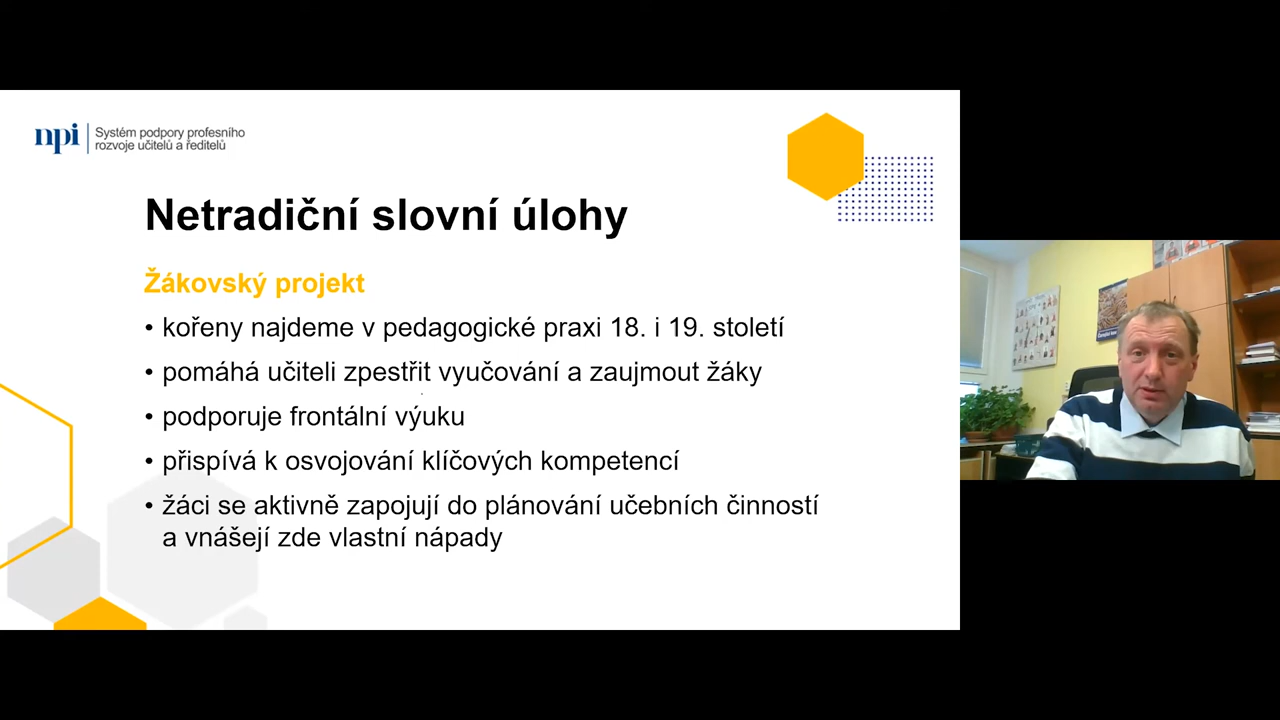 npi
Systém podpory profesního
rozvoje učitelů a ředitelů
Netradiční slovní úlohy
Žákovský projekt
• kořeny najdeme v pedagogické praxi 18. i 19. století
• pomáhá učiteli zpestřit vyučování a zaujmout žáky
• podporuje frontální výuku
• přispívá k osvojování klíčových kompetencí
• žáci se aktivně zapojují do plánování učebních činností
a vnášejí zde vlastní nápady